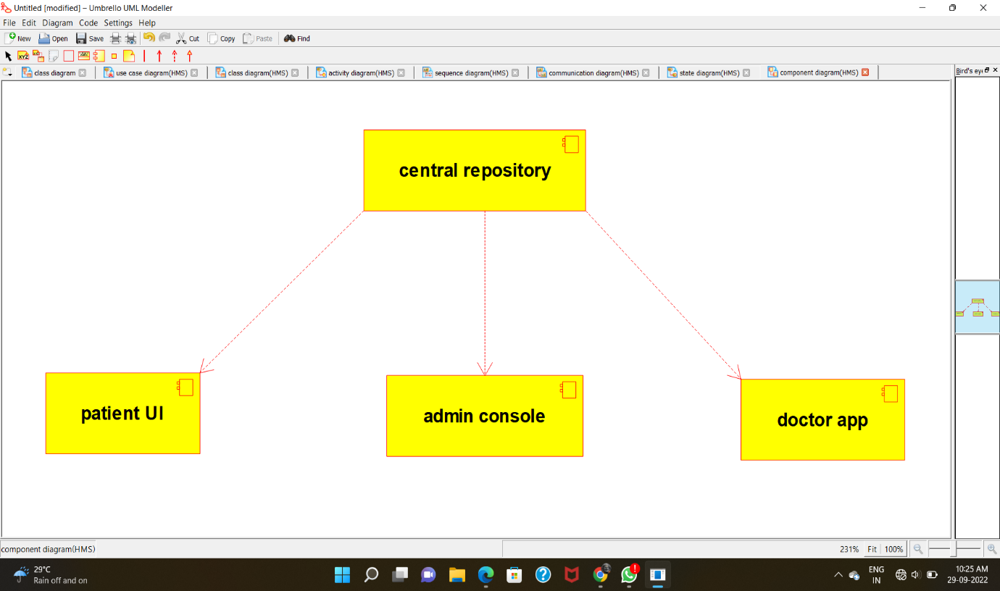 Untitled [modified] – Umbrello UML Modeller
File Edit Diagram Code Settings Help
New Open Save Cut Copy Paste Find
class diagram use case diagram(HMS) class diagram(HMS) activity diagram(HMS) sequence diagram(HMS) communication diagram(HMS) state diagram(HMS) component diagram(HMS) Bird's eye
central repository
patient UI admin console doctor app
component diagram(HMS) 231% Fit 100%
29°C
Rain off and on
ENG
IN
10:25 AM
29-09-2022